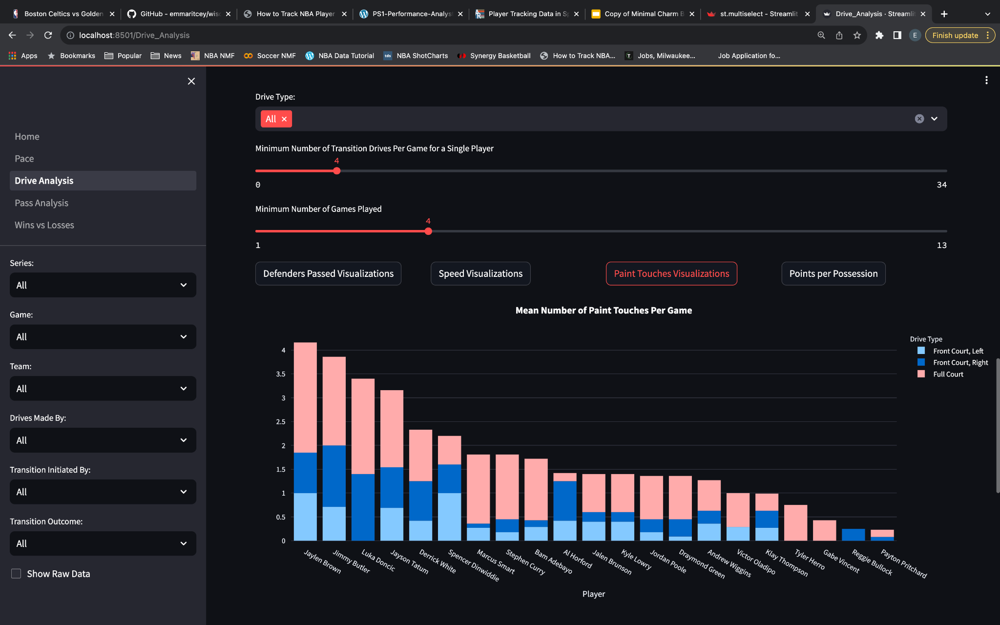 Boston Celtics vs Golden
GitHub - emmaritcey/wisc
How to Track NBA Player
PS1-Performance-Analyst
Player Tracking Data in Sp
Copy of Minimal Charm B
st.multiselect - Streamlit
Drive_Analysis · Streamlit
localhost:8501/Drive_Analysis
E
Finish update
Apps
Bookmarks
Popular
News
NBA NMF
Soccer NMF
NBA Data Tutorial
tds
NBA ShotCharts
Synergy Basketball
How to Track NBA...
T
Jobs, Milwaukee...
Job Application fo...
Home
Pace
Drive Analysis
Pass Analysis
Wins vs Losses
Series:
All
Game:
All
Team:
All
Drives Made By:
All
Transition Initiated By:
All
Transition Outcome:
All
Show Raw Data
Drive Type:
All
Minimum Number of Transition Drives Per Game for a Single Player
4
0
34
Minimum Number of Games Played
4
1
13
Defenders Passed Visualizations
Speed Visualizations
Paint Touches Visualizations
Points per Possession
Mean Number of Paint Touches Per Game
Drive Type
Front Court, Left
Front Court, Right
Full Court
4
3.5
3
2.5
2
1.5
1
0.5
0
Jaylen Brown
Jimmy Butler
Luka Doncic
Jayson Tatum
Derrick White
Spencer Dinwiddie
Marcus Smart
Stephen Curry
Bam Adebayo
Al Horford
Jalen Brunson
Kyle Lowry
Jordan Poole
Draymond Green
Andrew Wiggins
Victor Oladipo
Klay Thompson
Tyler Herro
Gabe Vincent
Reggie Bullock
Payton Pritchard
Player